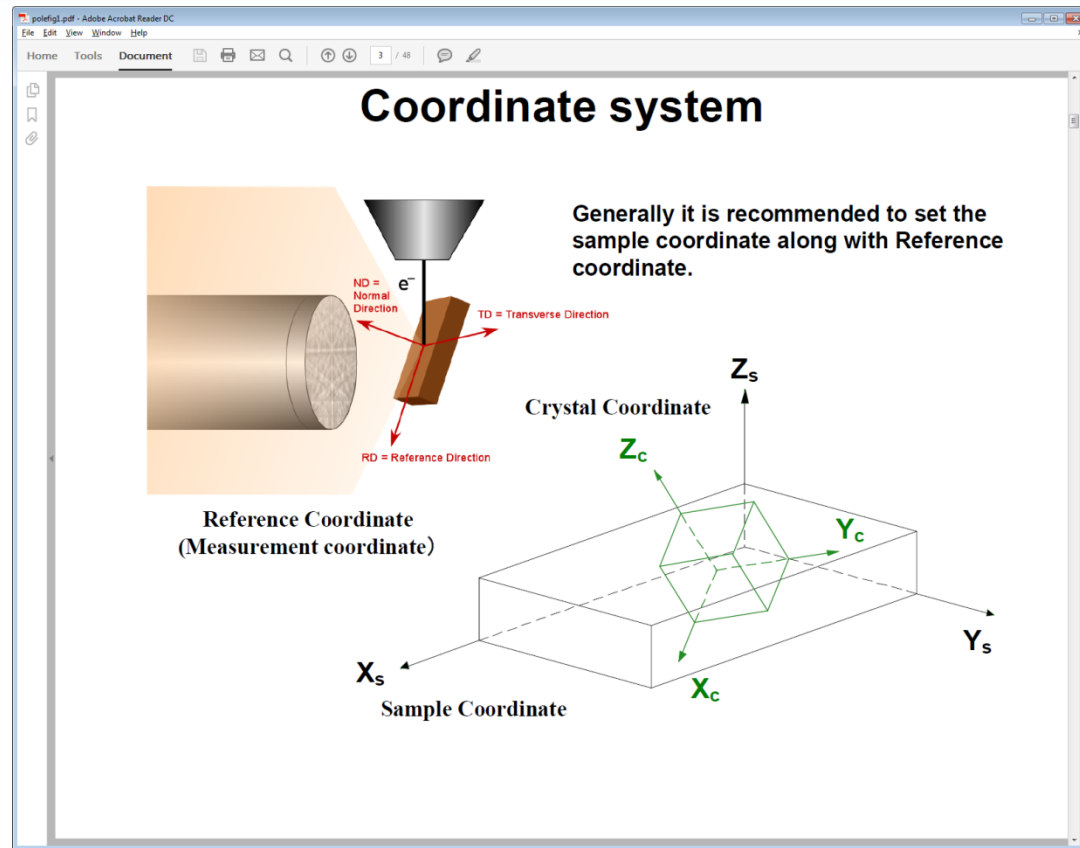 polefig1.pdf - Adobe Acrobat Reader DC
File Edit View Window Help
Home Tools Document 3 / 48
Coordinate system
Generally it is recommended to set the
sample coordinate along with Reference
coordinate.
ND =
Normal
Direction
e⁻
TD = Transverse Direction
RD = Reference Direction
Reference Coordinate
(Measurement coordinate)
Crystal Coordinate
Zs
Zc
Yc
Ys
Xs
Xc
Sample Coordinate